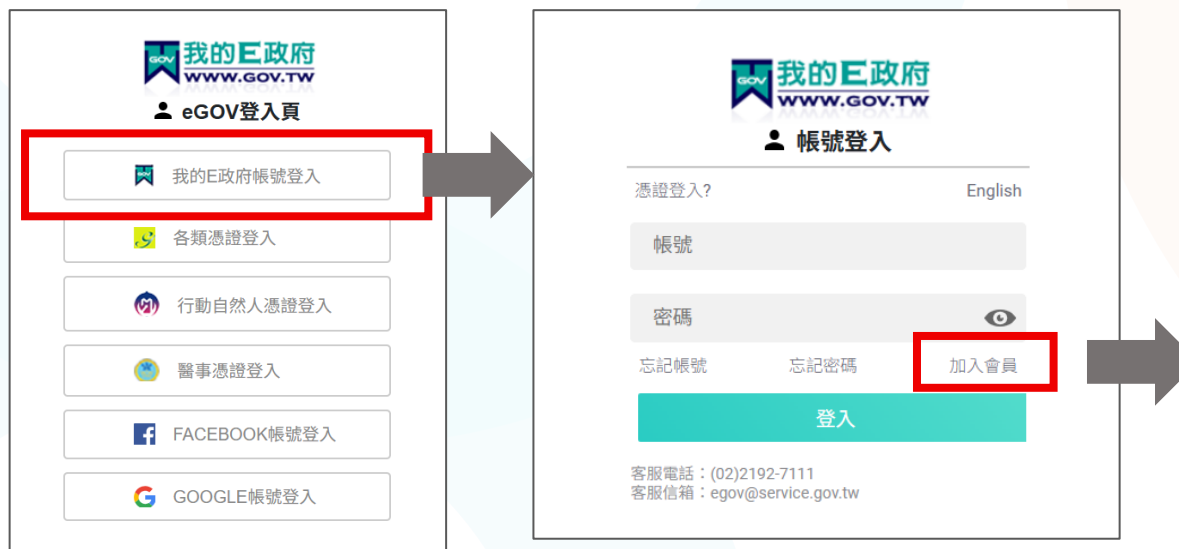 GOV 我的E政府
WWW.GOV.TW
eGOV登入頁
我的E政府帳號登入
各類憑證登入
行動自然人憑證登入
醫事憑證登入
FACEBOOK帳號登入
GOOGLE帳號登入
GOV 我的E政府
WWW.GOV.TW
帳號登入
憑證登入? English
帳號
密碼
忘記帳號 忘記密碼 加入會員
登入
客服電話：(02)2192-7111
客服信箱：egov@service.gov.tw